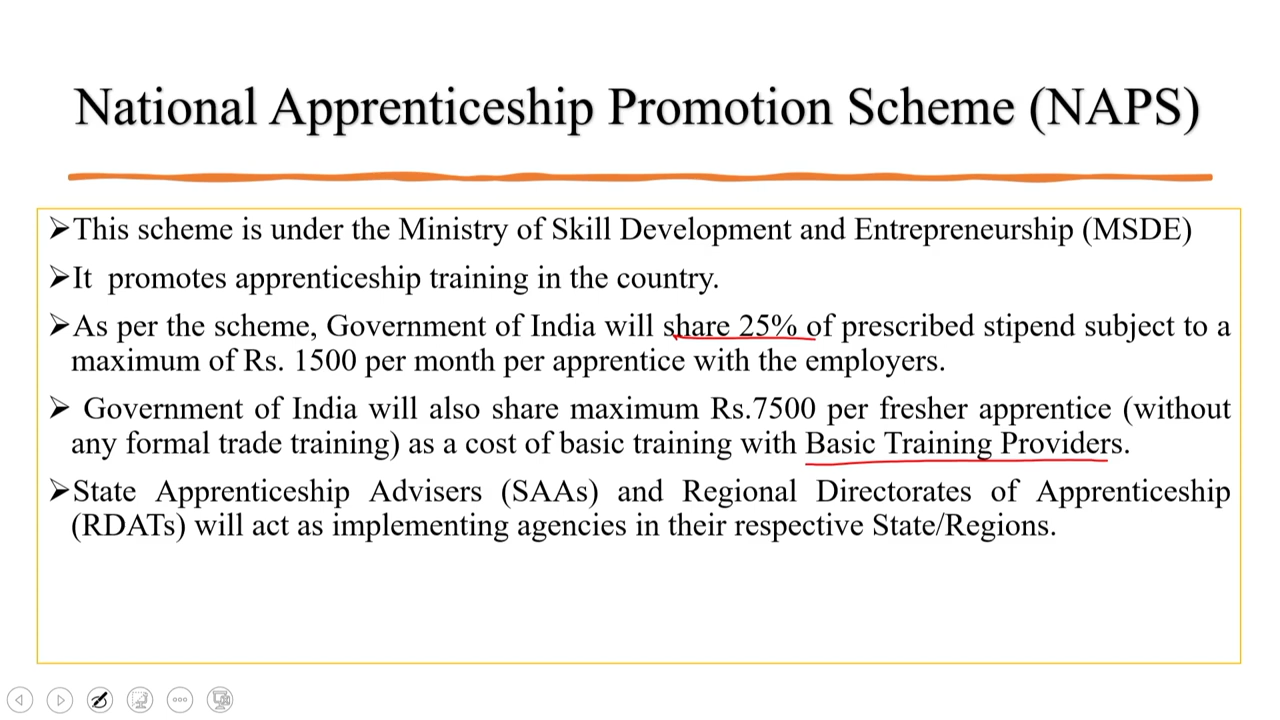 National Apprenticeship Promotion Scheme (NAPS)
➢This scheme is under the Ministry of Skill Development and Entrepreneurship (MSDE)
➢It promotes apprenticeship training in the country.
➢As per the scheme, Government of India will share 25% of prescribed stipend subject to a
maximum of Rs. 1500 per month per apprentice with the employers.
➢ Government of India will also share maximum Rs.7500 per fresher apprentice (without
any formal trade training) as a cost of basic training with Basic Training Providers.
➢State Apprenticeship Advisers (SAAs) and Regional Directorates of Apprenticeship
(RDATs) will act as implementing agencies in their respective State/Regions.